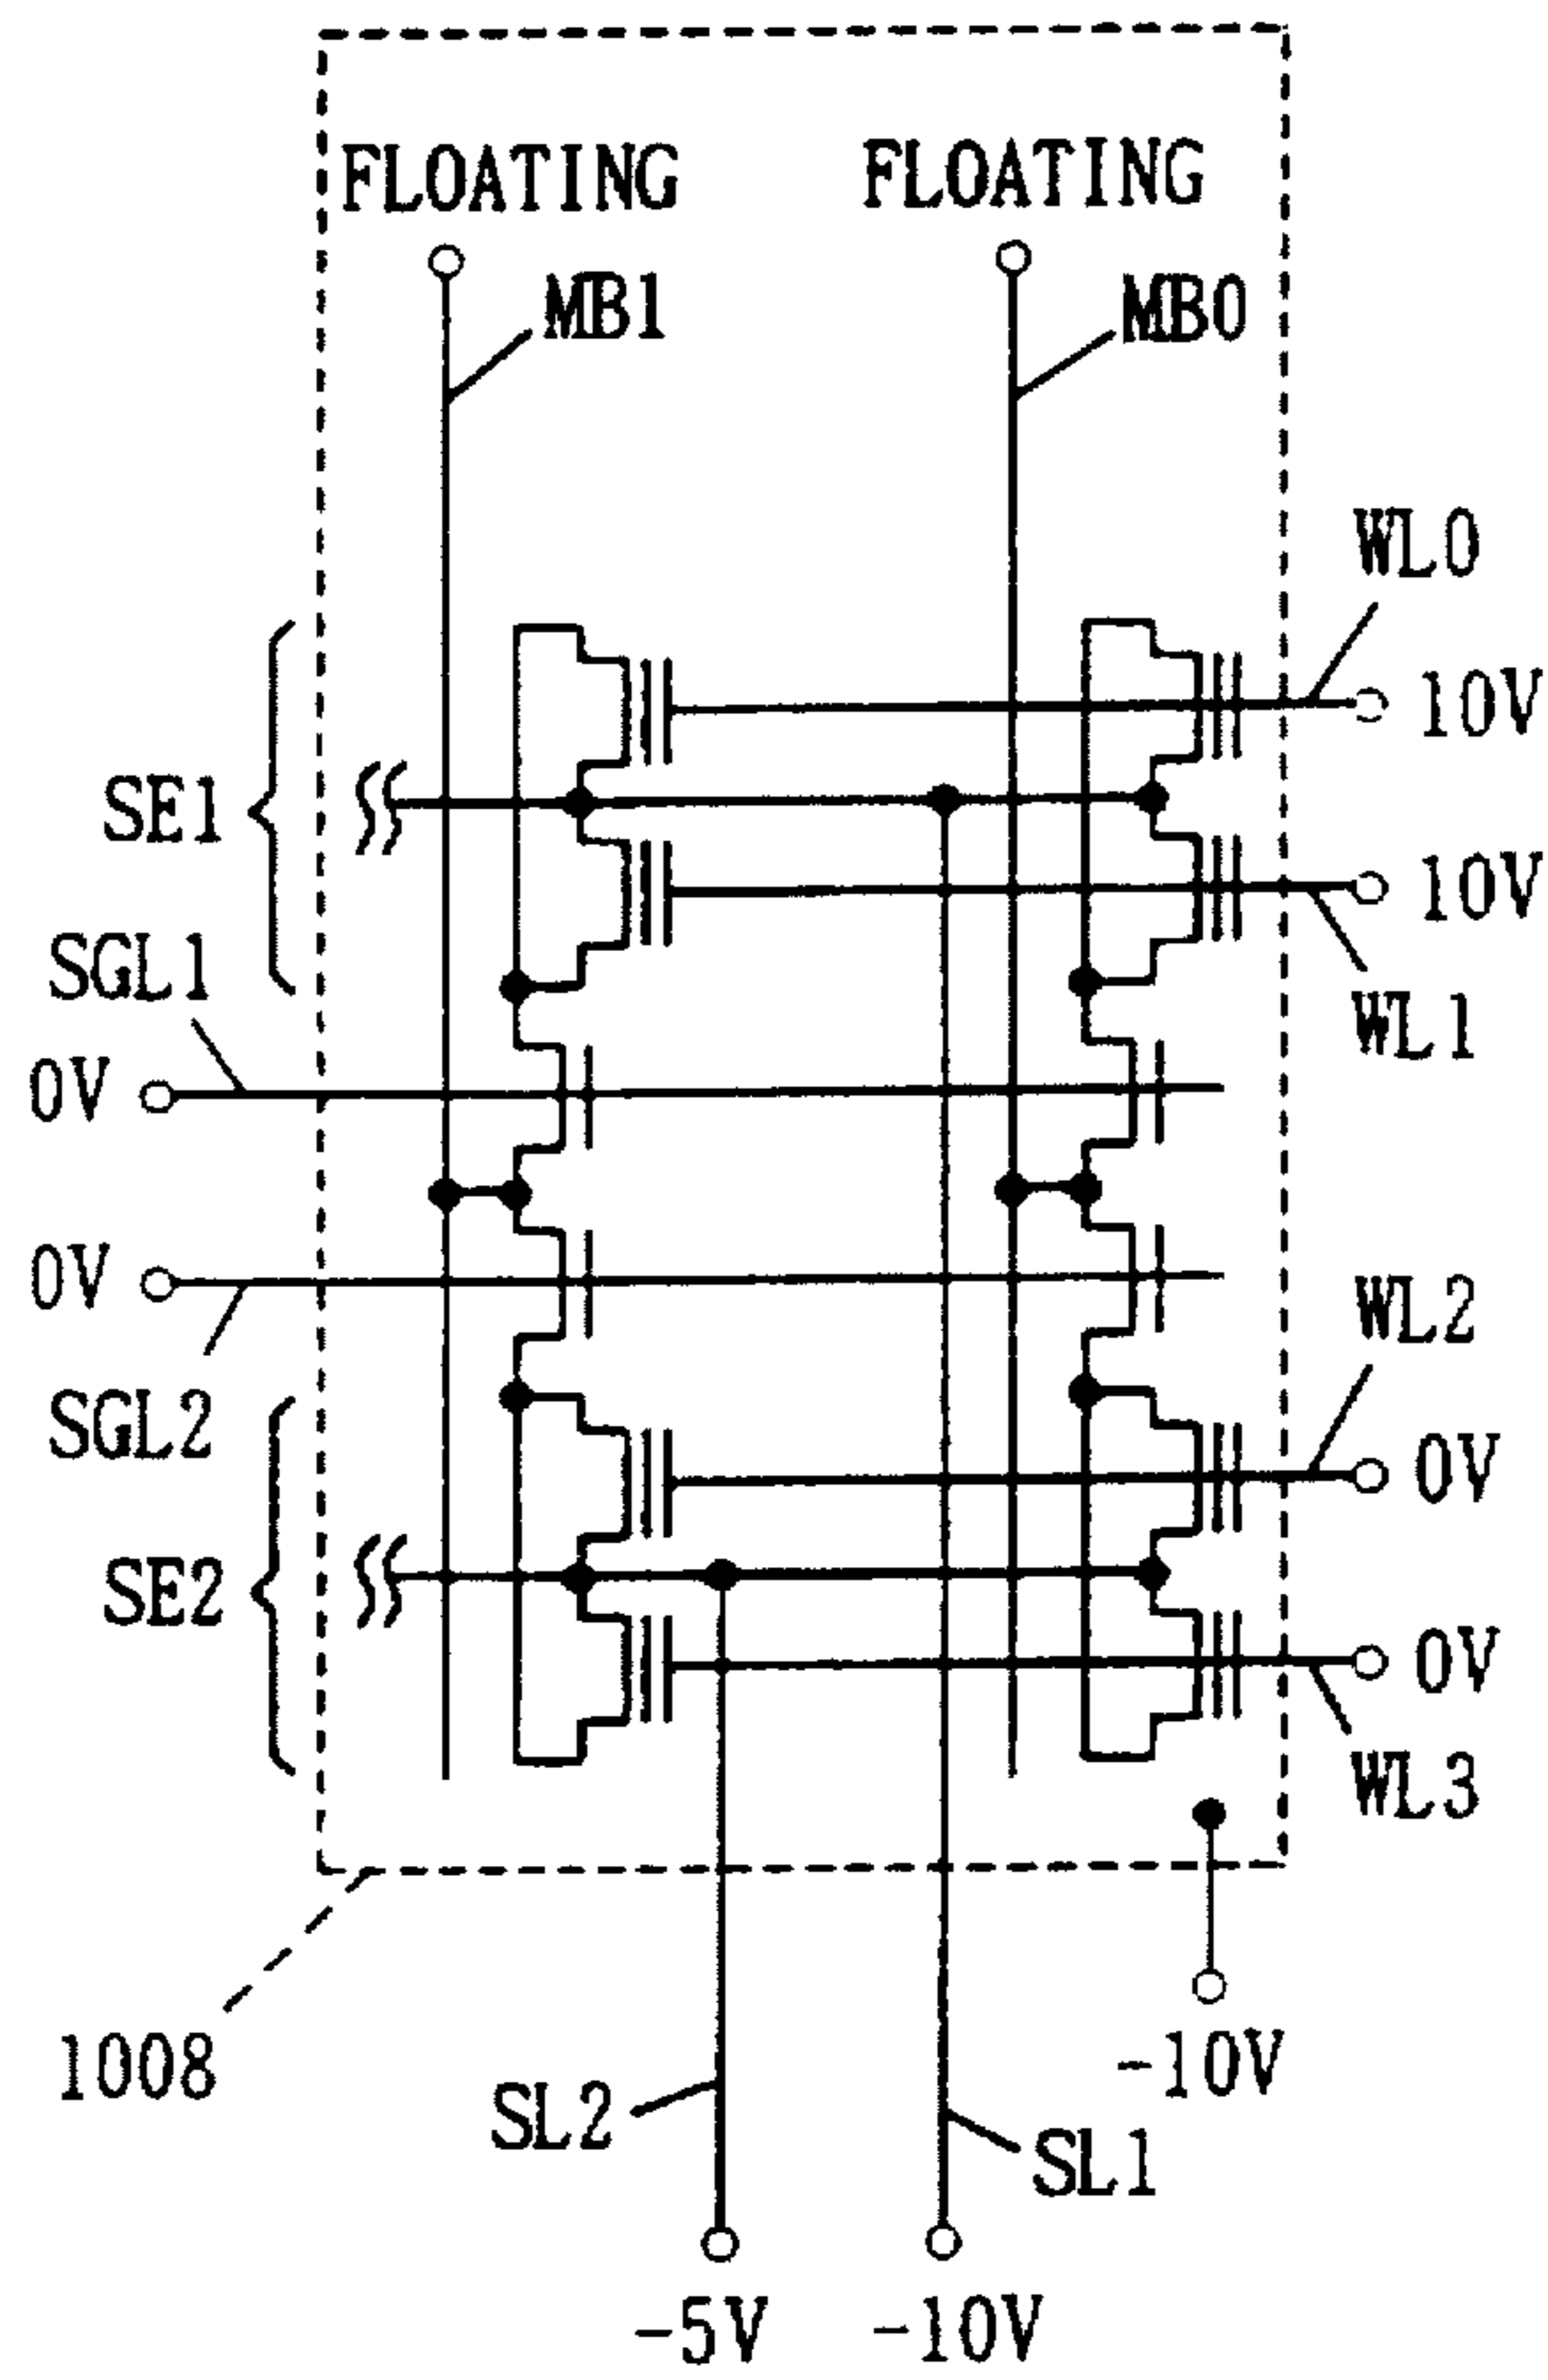 FLOATING FLOATING
MB1 MB0
WL0
10V
SE1
10V
SGL1
WL1
0V
0V
WL2
SGL2
0V
SE2
0V
WL3
1008
-10V
SL2
SL1
-5V -10V